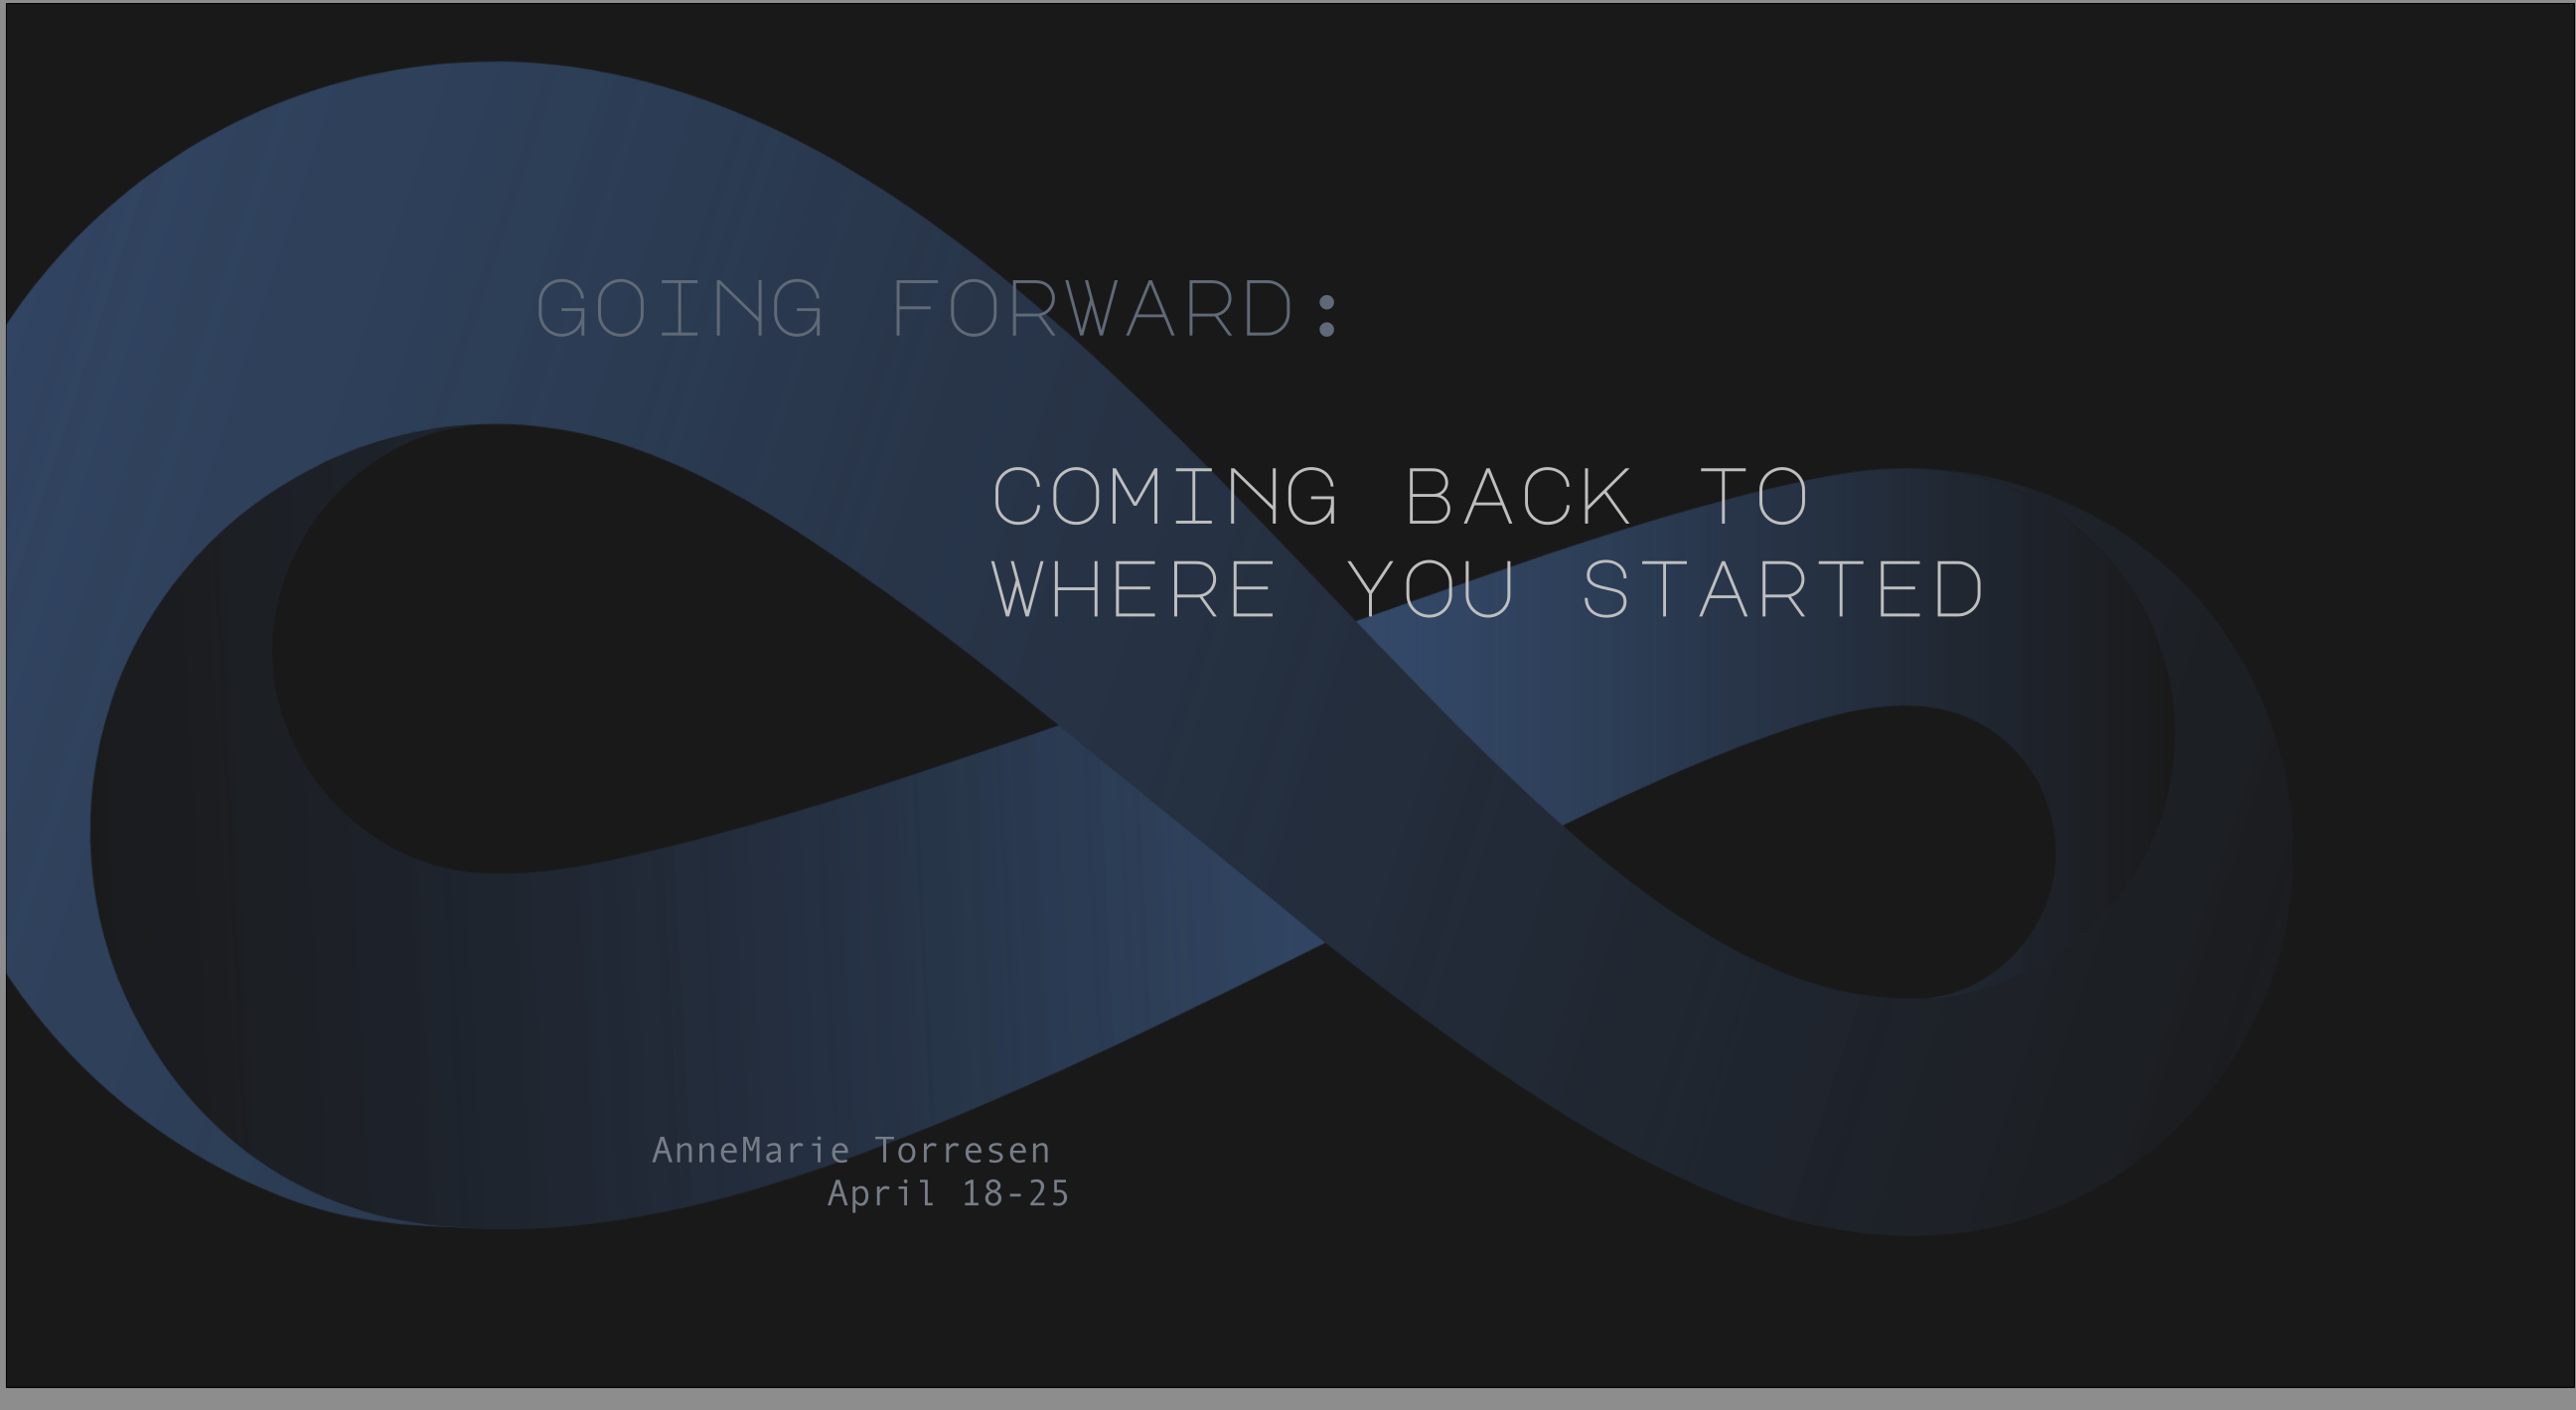 GOING FORWARD:
COMING BACK TO
WHERE YOU STARTED
AnneMarie Torresen
April 18-25